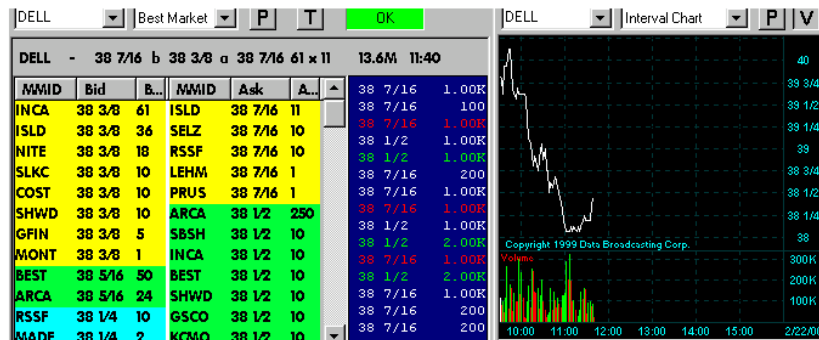 DELL Best Market P T OK
DELL - 38 7/16 b 38 3/8 a 38 7/16 61 x 11 13.6M 11:40
MMID Bid B... MMID Ask A...
INCA 38 3/8 61 ISLD 38 7/16 11
ISLD 38 3/8 36 SELZ 38 7/16 10
NITE 38 3/8 18 RSSF 38 7/16 10
SLKC 38 3/8 10 LEHM 38 7/16 1
COST 38 3/8 10 PRUS 38 7/16 1
SHWD 38 3/8 10 ARCA 38 1/2 250
GFIN 38 3/8 5 SBSH 38 1/2 10
MONT 38 3/8 1 INCA 38 1/2 10
BEST 38 5/16 50 BEST 38 1/2 10
ARCA 38 5/16 24 SHWD 38 1/2 10
RSSF 38 1/4 10 GSCO 38 1/2 10
MADF 38 1/4 2 KCMO 38 1/2 10
38 7/16 1.00K
38 7/16 100
38 7/16 1.00K
38 1/2 1.00K
38 1/2 1.00K
38 7/16 200
38 7/16 1.00K
38 7/16 1.00K
38 1/2 1.00K
38 1/2 2.00K
38 7/16 1.00K
38 1/2 2.00K
38 7/16 1.00K
38 7/16 200
38 7/16 200
DELL Interval Chart P V
40
39 3/4
39 1/2
39 1/4
39
38 3/4
38 1/2
38 1/4
38
Copyright 1999 Data Broadcasting Corp.
Volume
300K
200K
100K
10:00 11:00 12:00 13:00 14:00 15:00 2/22/00